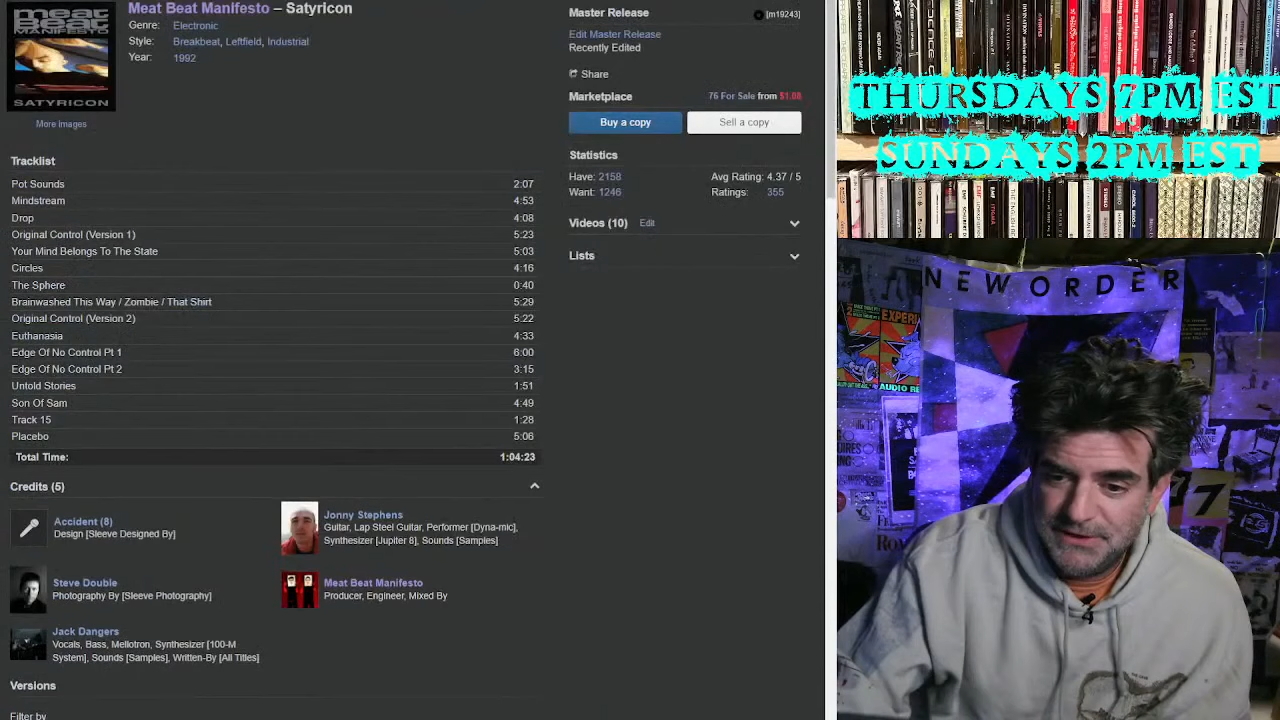 meat
BEAT
MANIFESTO
SATYRICON
More images
Meat Beat Manifesto – Satyricon
Genre: Electronic
Style: Breakbeat, Leftfield, Industrial
Year: 1992
Tracklist
Pot Sounds 2:07
Mindstream 4:53
Drop 4:08
Original Control (Version 1) 5:23
Your Mind Belongs To The State 5:03
Circles 4:16
The Sphere 0:40
Brainwashed This Way / Zombie / That Shirt 5:29
Original Control (Version 2) 5:22
Euthanasia 4:33
Edge Of No Control Pt 1 6:00
Edge Of No Control Pt 2 3:15
Untold Stories 1:51
Son Of Sam 4:49
Track 15 1:28
Placebo 5:06
Total Time: 1:04:23
Credits (5)
Accident (8)
Design [Sleeve Designed By]
Jonny Stephens
Guitar, Lap Steel Guitar, Performer [Dyna-mic],
Synthesizer [Jupiter 8], Sounds [Samples]
Steve Double
Photography By [Sleeve Photography]
Meat Beat Manifesto
Producer, Engineer, Mixed By
Jack Dangers
Vocals, Bass, Mellotron, Synthesizer [100-M
System], Sounds [Samples], Written-By [All Titles]
Versions
Filter by
Master Release [m19243]
Edit Master Release
Recently Edited
Share
Marketplace 76 For Sale from $1.08
Buy a copy Sell a copy
Statistics
Have: 2158 Avg Rating: 4.37 / 5
Want: 1246 Ratings: 355
Videos (10) Edit
Lists
THURSDAYS 7PM EST
SUNDAYS 2PM EST
NEW ORDER
EXPERI
AUDIO RE